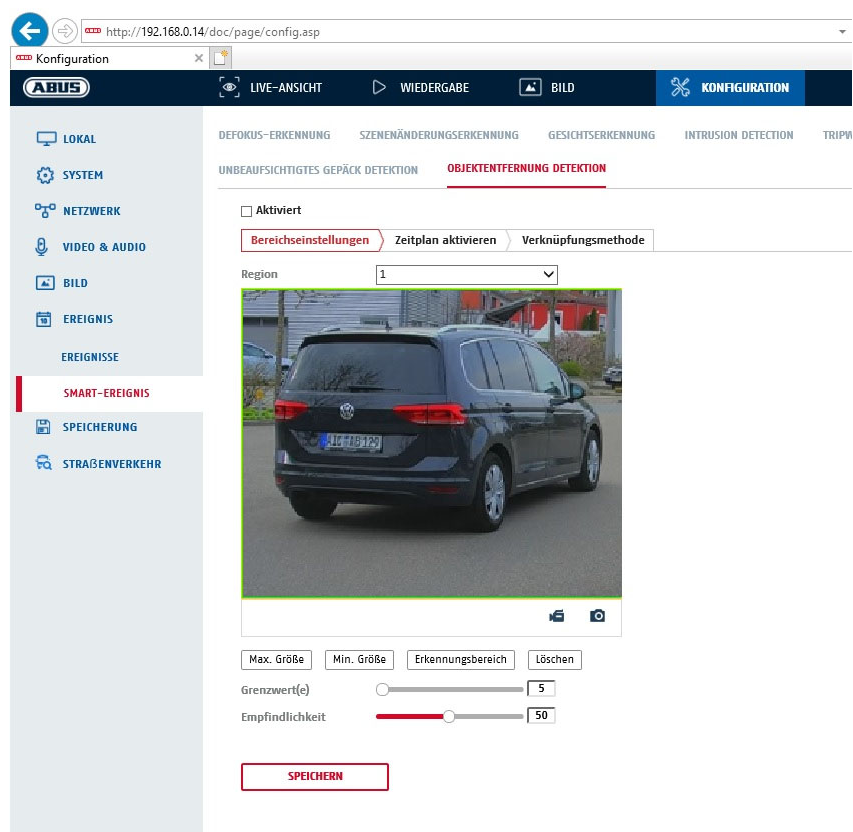 http://192.168.0.14/doc/page/config.asp
Konfiguration
ABUS LIVE-ANSICHT WIEDERGABE BILD KONFIGURATION
LOKAL
SYSTEM
NETZWERK
VIDEO & AUDIO
BILD
EREIGNIS
EREIGNISSE
SMART-EREIGNIS
SPEICHERUNG
STRAßENVERKEHR
DEFOKUS-ERKENNUNG SZENENÄNDERUNGSERKENNUNG GESICHTSERKENNUNG INTRUSION DETECTION TRIPW
UNBEAUFSICHTIGTES GEPÄCK DETEKTION OBJEKTENTFERNUNG DETEKTION
Aktiviert
Bereichseinstellungen Zeitplan aktivieren Verknüpfungsmethode
Region 1
Max. Größe Min. Größe Erkennungsbereich Löschen
Grenzwert(e) 5
Empfindlichkeit 50
SPEICHERN